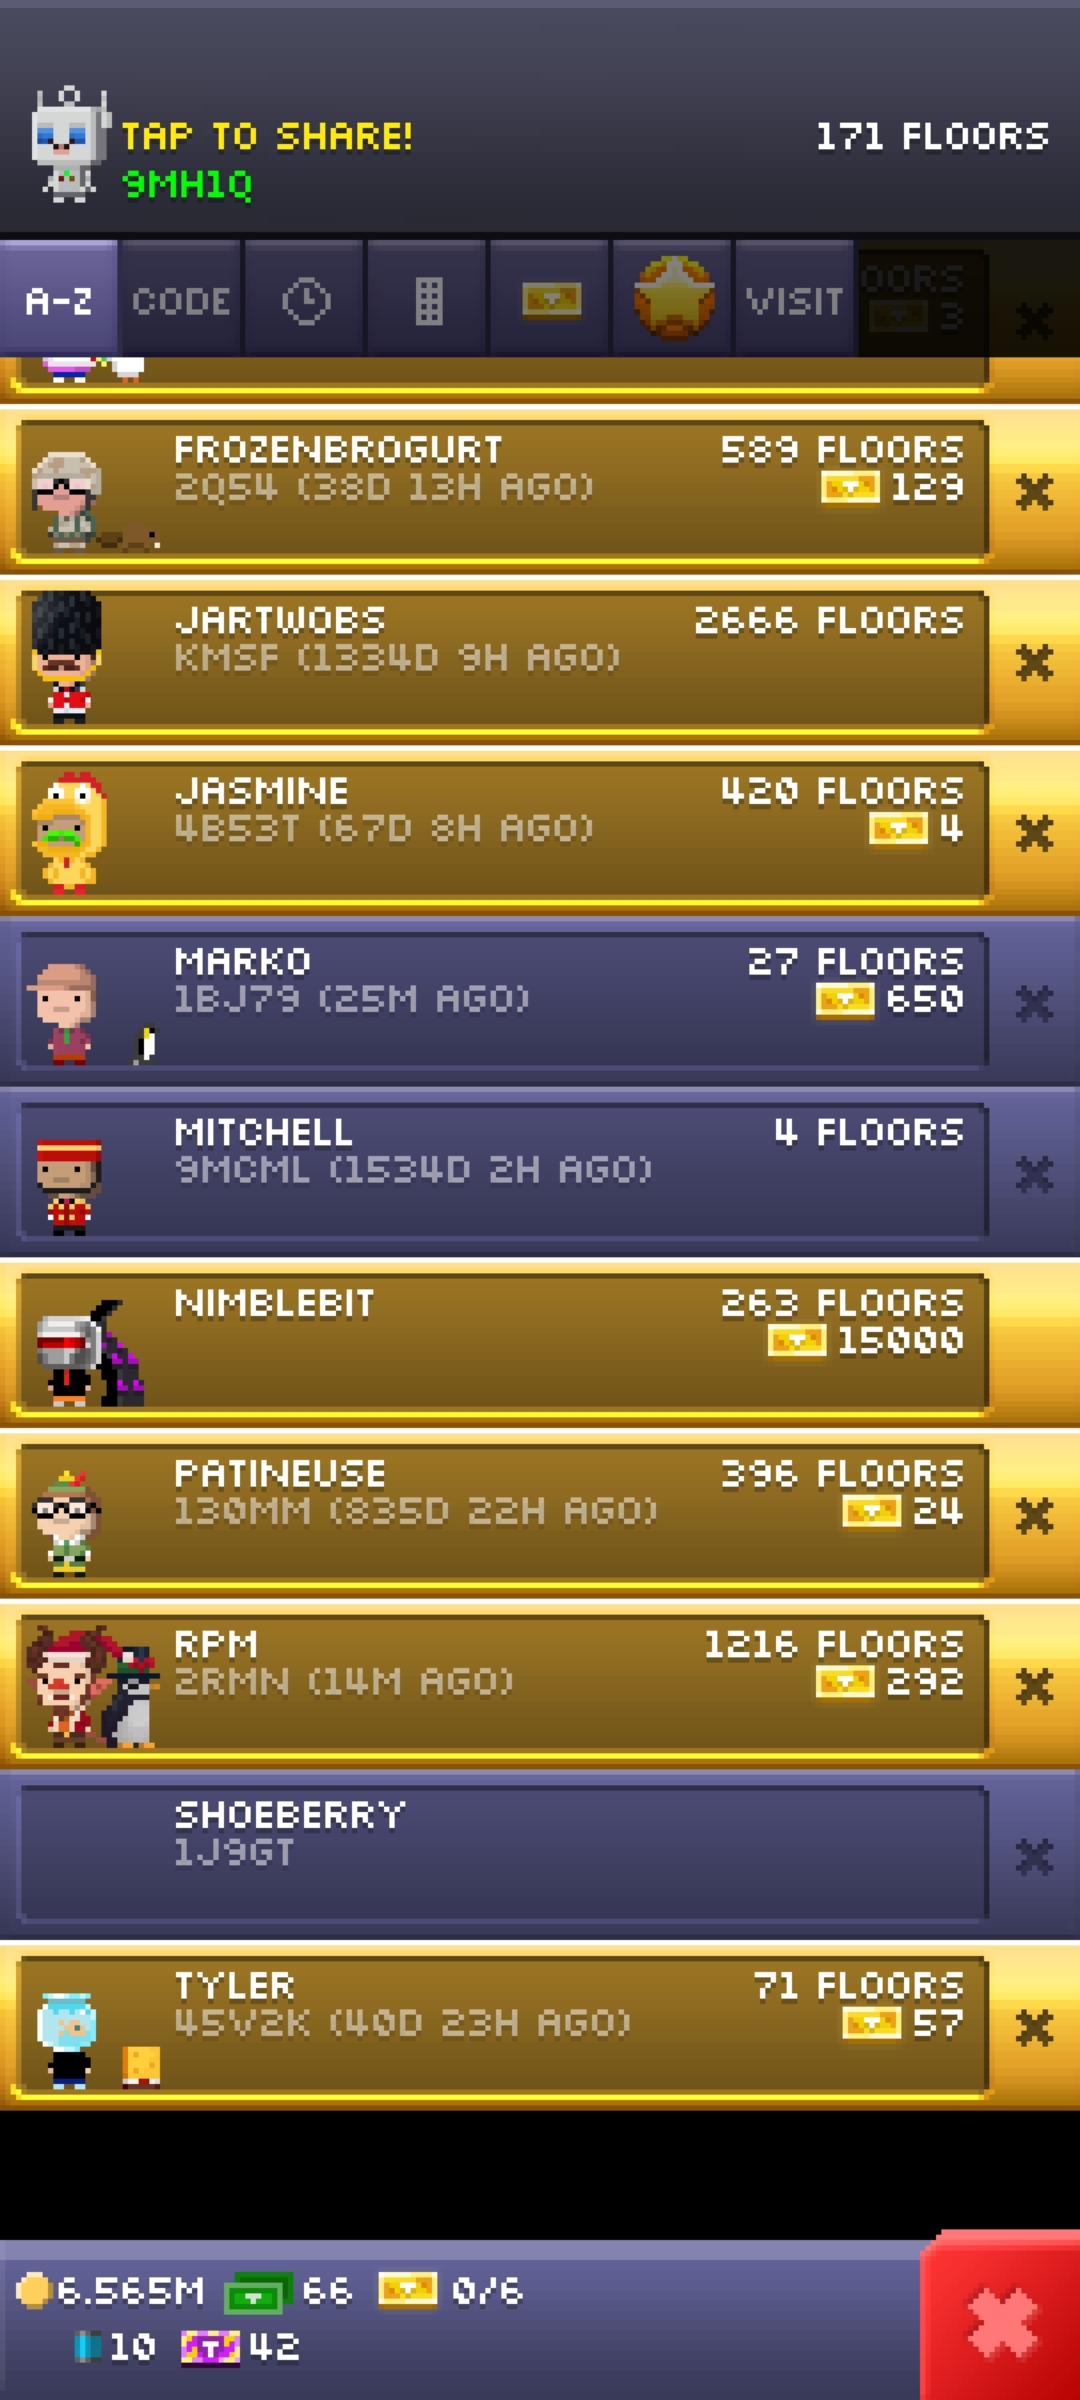 TAP TO SHARE!
171 FLOORS
9MH1Q
A-Z CODE VISIT
3
FROZENBROGURT 589 FLOORS
2Q54 (38D 13H AGO) 129
JARTWOBS 2666 FLOORS
KMSF (1334D 9H AGO)
JASMINE 420 FLOORS
4B53T (67D 8H AGO) 4
MARKO 27 FLOORS
1BJ79 (25M AGO) 650
MITCHELL 4 FLOORS
9MCML (1534D 2H AGO)
NIMBLEBIT 263 FLOORS
15000
PATINEUSE 396 FLOORS
130MM (835D 22H AGO) 24
RPM 1216 FLOORS
2RMN (14M AGO) 292
SHOEBERRY
1J9GT
TYLER 71 FLOORS
45V2K (40D 23H AGO) 57
6.565M 66 0/6
10 42